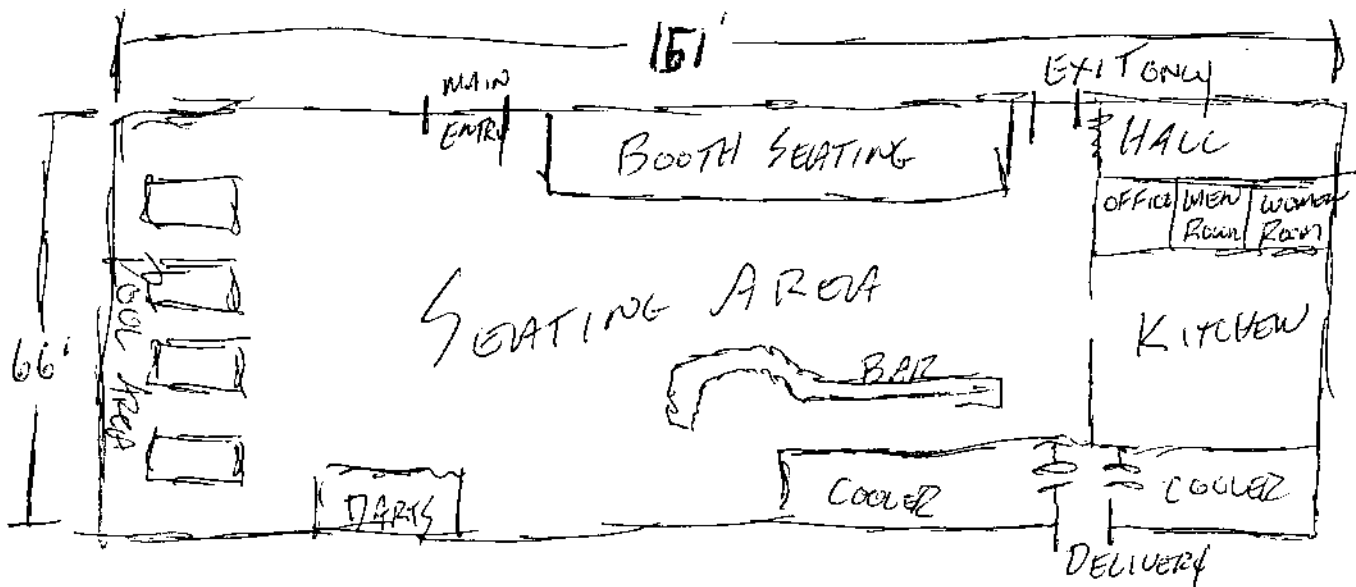 151'
MAIN
ENTRY
EXIT ONLY
BOOTH SEATING
HALL
OFFICE
MEN
ROOM
WOMEN
ROOM
SEATING AREA
POOL AREA
66'
KITCHEN
BAR
DARTS
COOLER
COOLER
DELIVERY